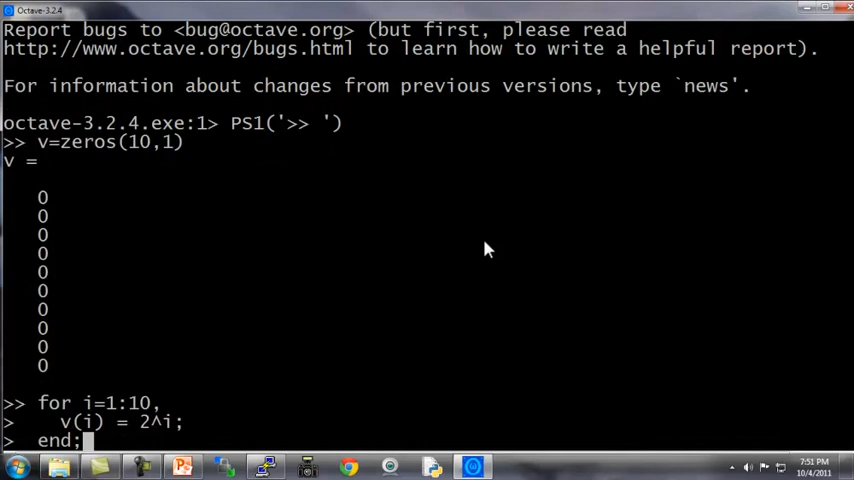 Octave-3.2.4
Report bugs to <bug@octave.org> (but first, please read
http://www.octave.org/bugs.html to learn how to write a helpful report).
For information about changes from previous versions, type `news'.
octave-3.2.4.exe:1> PS1('>> ')
>> v=zeros(10,1)
v =
0
0
0
0
0
0
0
0
0
0
>> for i=1:10,
> v(i) = 2^i;
> end;
7:51 PM
10/4/2011